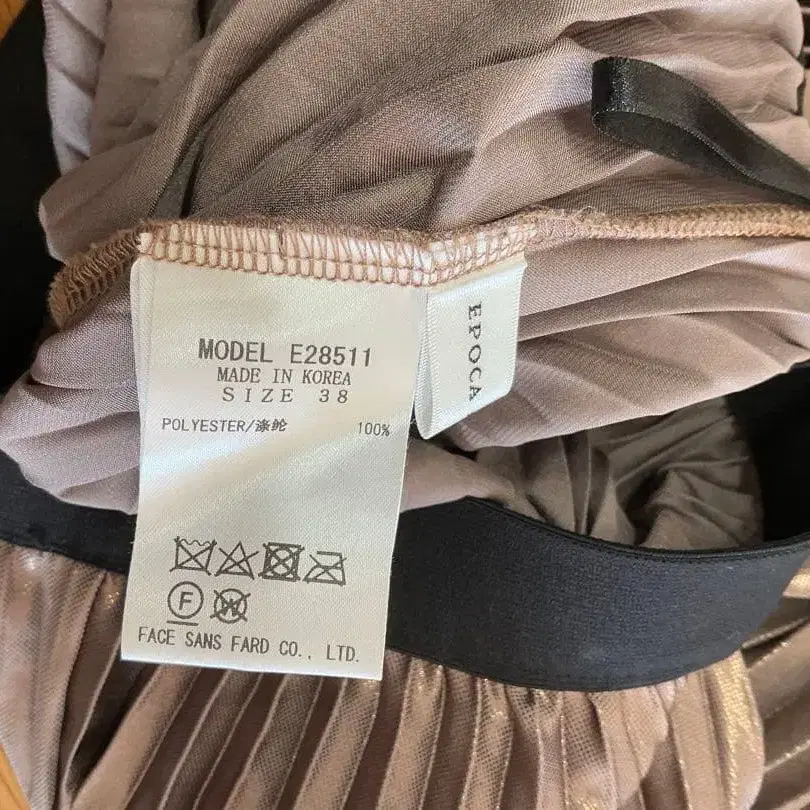 MODEL E28511
MADE IN KOREA
SIZE 38
POLYESTER/涤纶 100%
F
W
FACE SANS FARD CO., LTD.
EPOCA